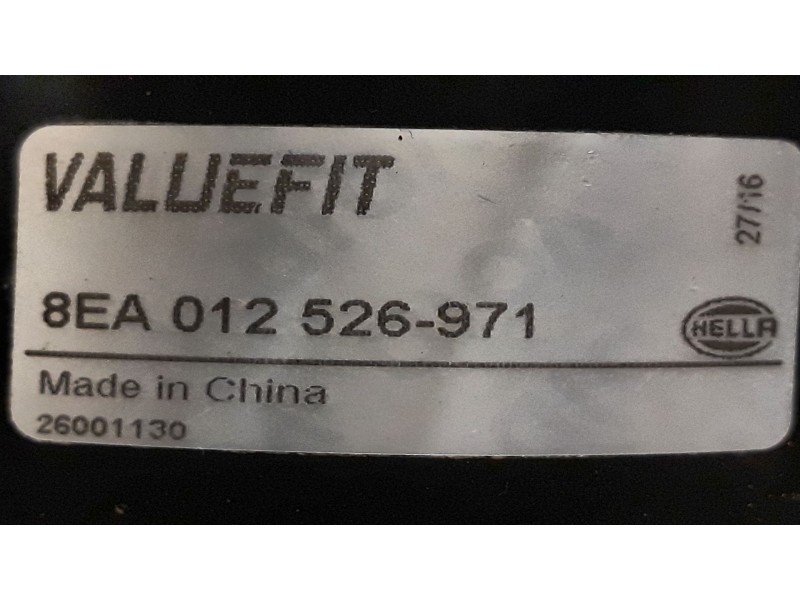 VALUEFIT
27/16
8EA 012 526-971
HELLA
Made in China
26001130